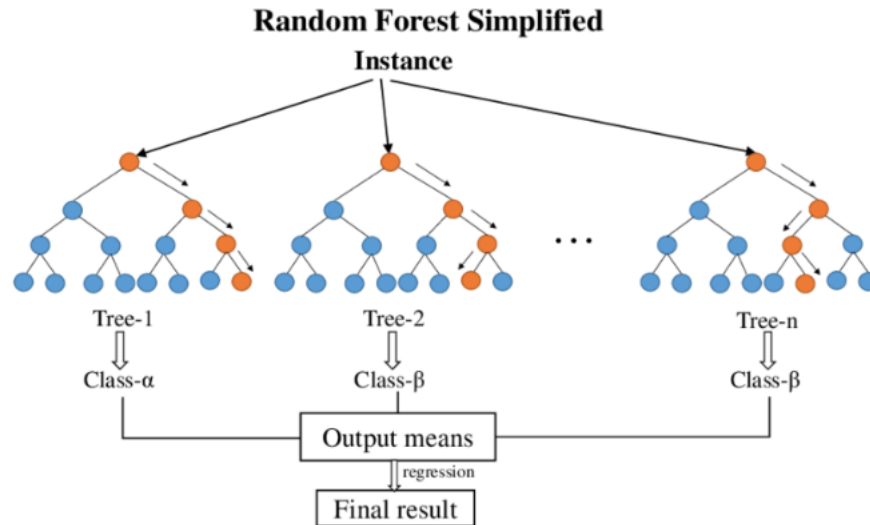 Random Forest Simplified
Instance
. . .
Tree-1
Tree-2
Tree-n
Class-α
Class-β
Class-β
Output means
regression
Final result